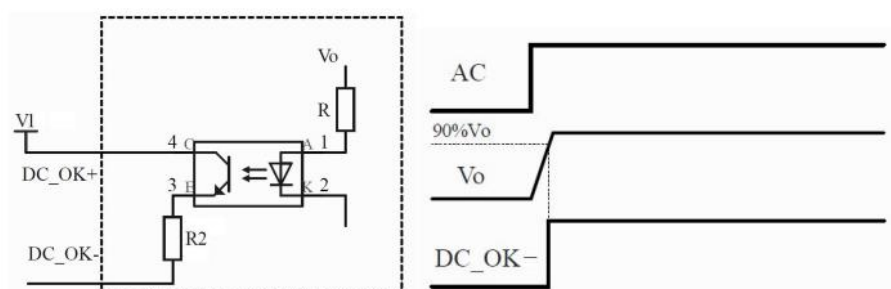 Vo
R
V1
4 C A 1
DC_OK+
3 E K 2
R2
DC_OK-
AC
90%Vo
Vo
DC_OK−